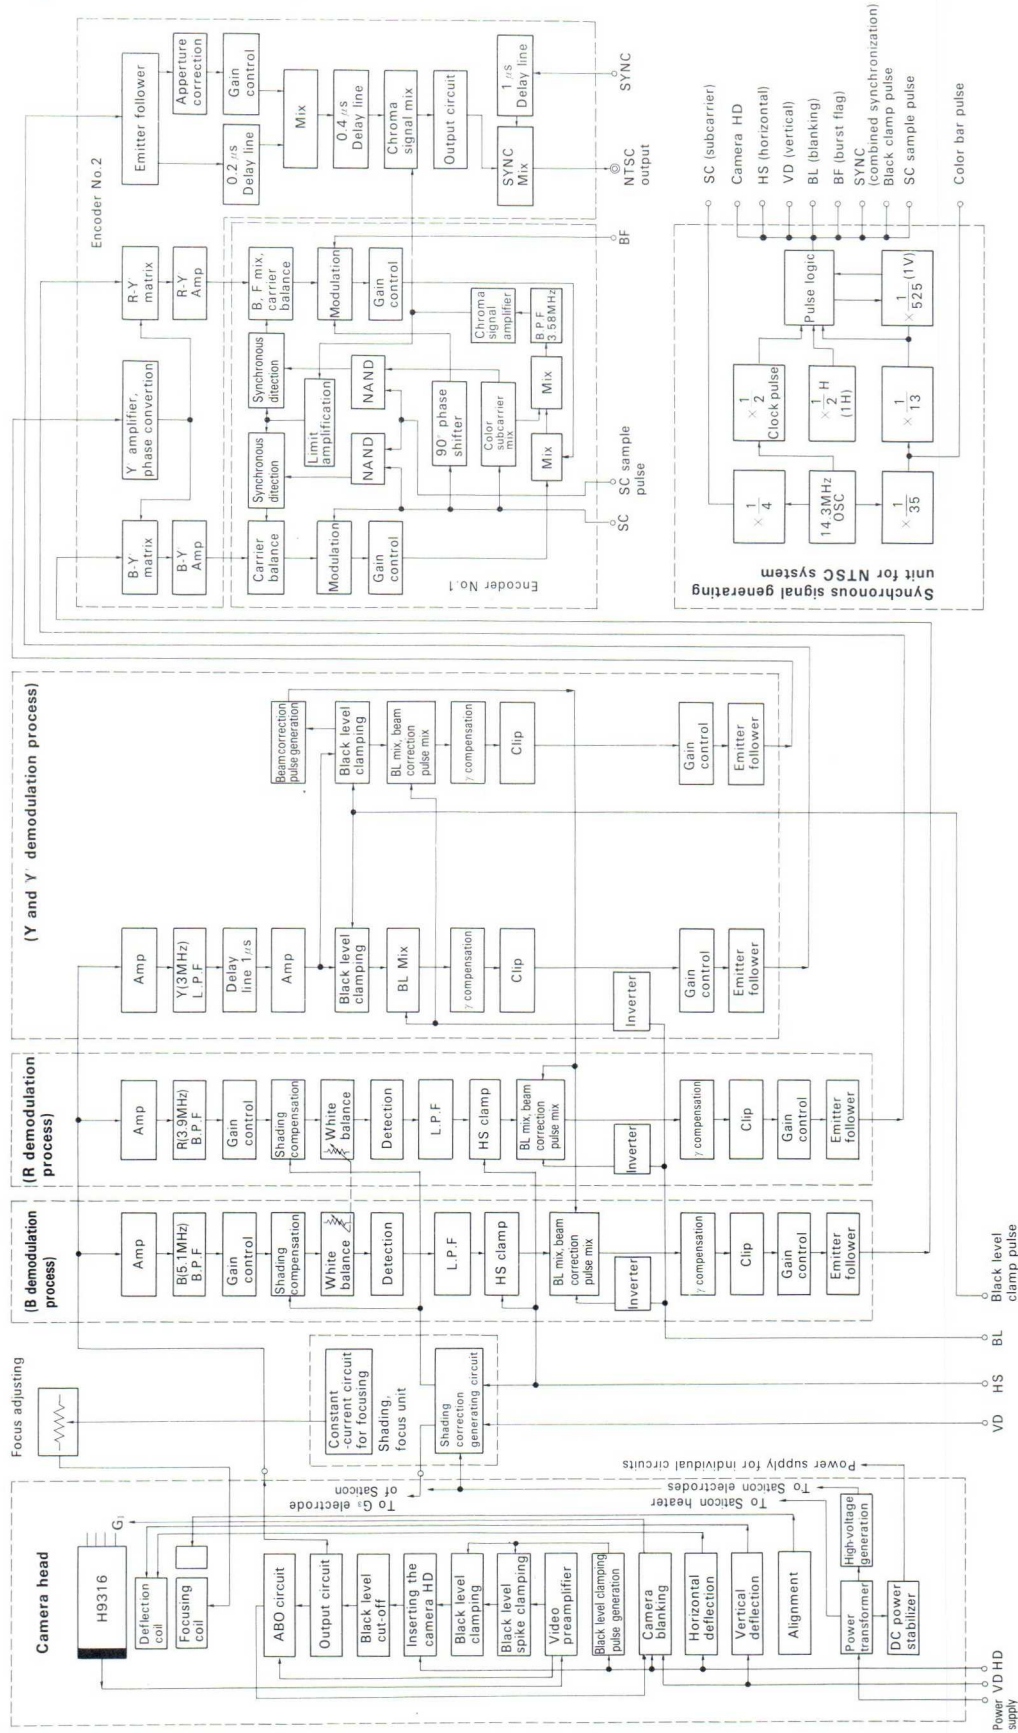 Camera head
H9316
G₁
Deflection
coil
Focusing
coil
ABO circuit
Output circuit
Black level
cut-off
Inserting the
camera HD
Black level
clamping
Black level
spike clamping
Video
preamplifier
Black level clamping
pulse generation
Camera
blanking
Horizontal
deflection
Vertical
deflection
Alignment
Power
transformer
High-voltage
generation
DC power
stabilizer
Power
supply
VD
HD
To G₃ electrode
of Saticon
To Saticon heater
To Saticon electrodes
Power supply for individual circuits
Focus adjusting
Constant
-current circuit
for focusing
Shading,
focus unit
Shading
correction
generating circuit
VD
HS
BL
Black level
clamp pulse
(B demodulation
process)
Amp
B(5.1MHz)
B.P.F
Gain
control
Shading
compensation
White
balance
Detection
L.P.F
HS clamp
BL mix, beam
correction
pulse mix
Inverter
γ compensation
Clip
Gain
control
Emitter
follower
(R demodulation
process)
Amp
R(3.9MHz)
B.P.F
Gain
control
Shading
compensation
White
balance
Detection
L.P.F
HS clamp
BL mix, beam
correction
pulse mix
Inverter
γ compensation
Clip
Gain
control
Emitter
follower
(Y and Y' demodulation process)
Amp
Y(3MHz)
L.P.F
Delay
line 1μs
Amp
Black level
clamping
BL Mix
γ compensation
Clip
Inverter
Gain
control
Emitter
follower
Beam correction
pulse generation
Black level
clamping
BL mix, beam
correction
pulse mix
γ compensation
Clip
Gain
control
Emitter
follower
Encoder No.2
B-Y'
matrix
B-Y'
Amp
Y' amplifier,
phase convertion
R-Y'
matrix
R-Y'
Amp
Emitter follower
0.2 μs
Delay line
Apperture
correction
Gain
control
Mix
0.4 μs
Delay line
Chroma
signal mix
Output circuit
SYNC
Mix
1 μs
Delay line
NTSC
output
SYNC
Encoder No.1
Carrier
balance
Synchronous
ditection
Synchronous
ditection
B, F mix,
carrier
balance
Limit
amplification
Modulation
NAND
NAND
Modulation
Gain
control
90° phase
shifter
Gain
control
Color
subcarrier
mix
Chroma
signal
amplifier
Mix
Mix
B.P.F
3.58MHz
SC
SC sample
pulse
BF
Synchronous signal generating
unit for NTSC system
× 1/4
14.3MHz
OSC
× 1/35
× 1/2
Clock pulse
× 1/2 H
(1H)
× 1/13
Pulse logic
× 1/525 (1V)
SC (subcarrier)
Camera HD
HS (horizontal)
VD (vertical)
BL (blanking)
BF (burst flag)
SYNC
(combined synchronization)
Black clamp pulse
SC sample pulse
Color bar pulse